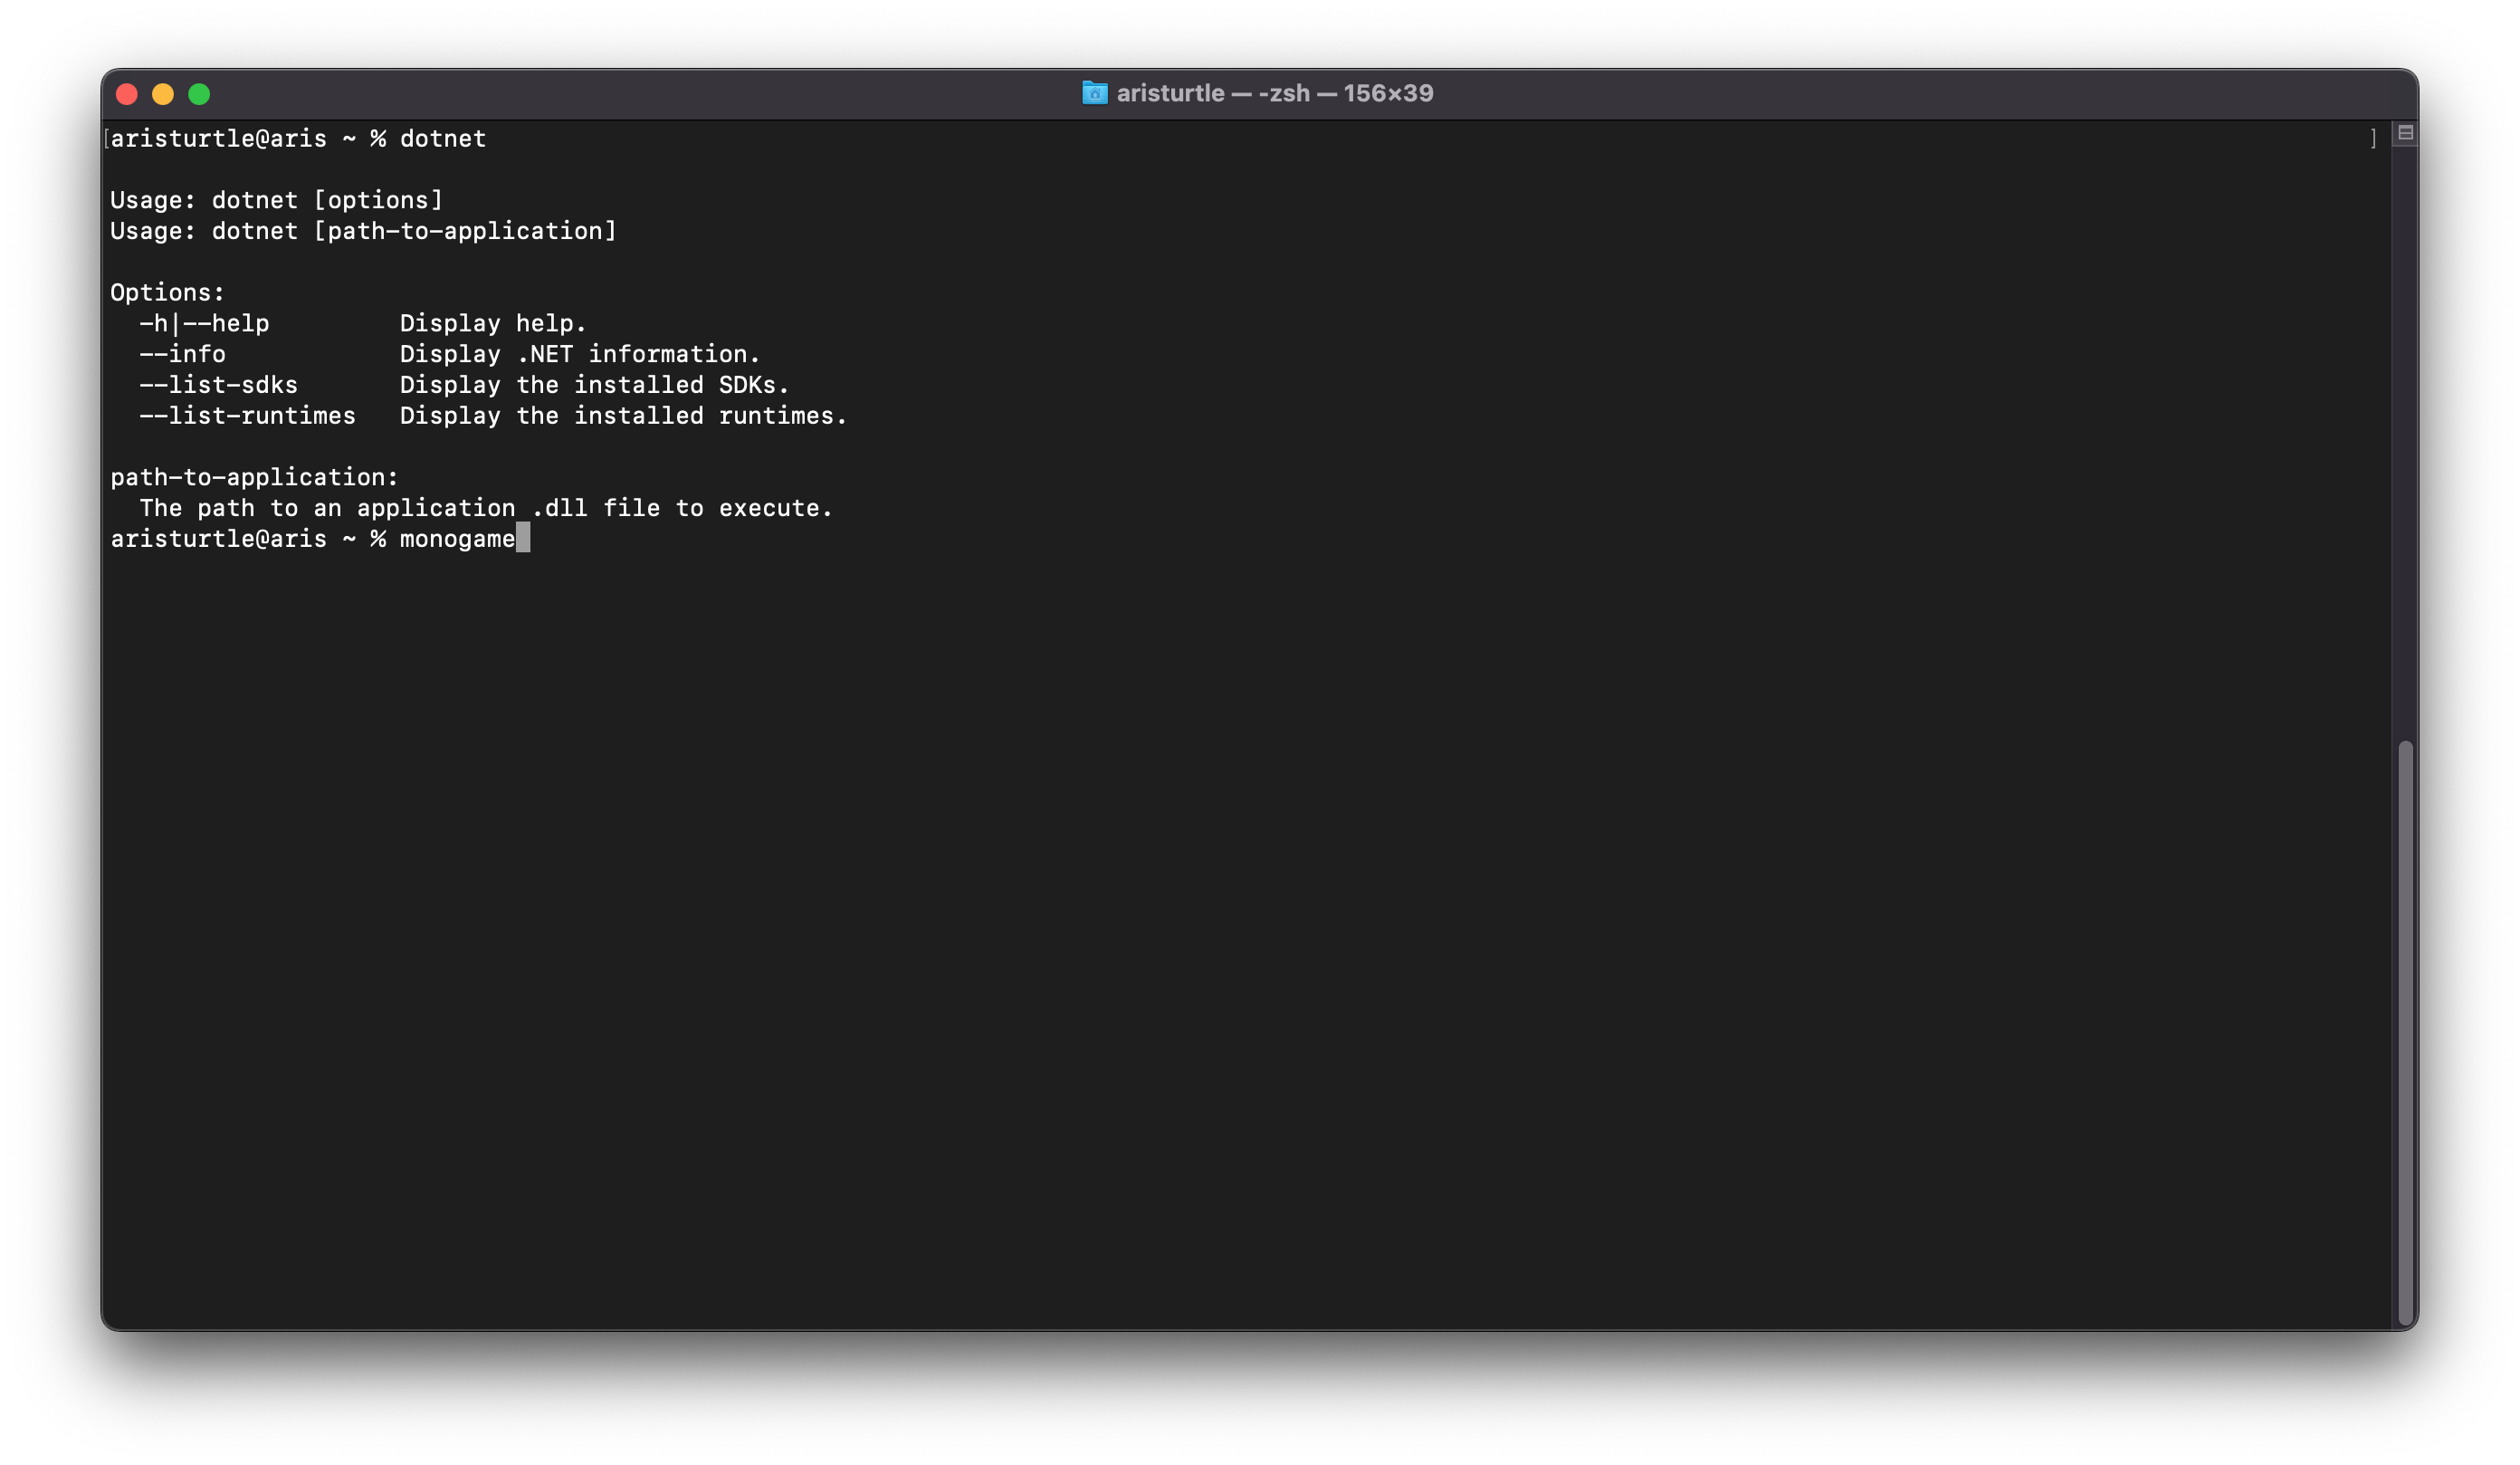 aristurtle — -zsh — 156×39
[aristurtle@aris ~ % dotnet ]
Usage: dotnet [options]
Usage: dotnet [path-to-application]
Options:
-h|--help Display help.
--info Display .NET information.
--list-sdks Display the installed SDKs.
--list-runtimes Display the installed runtimes.
path-to-application:
The path to an application .dll file to execute.
aristurtle@aris ~ % monogame